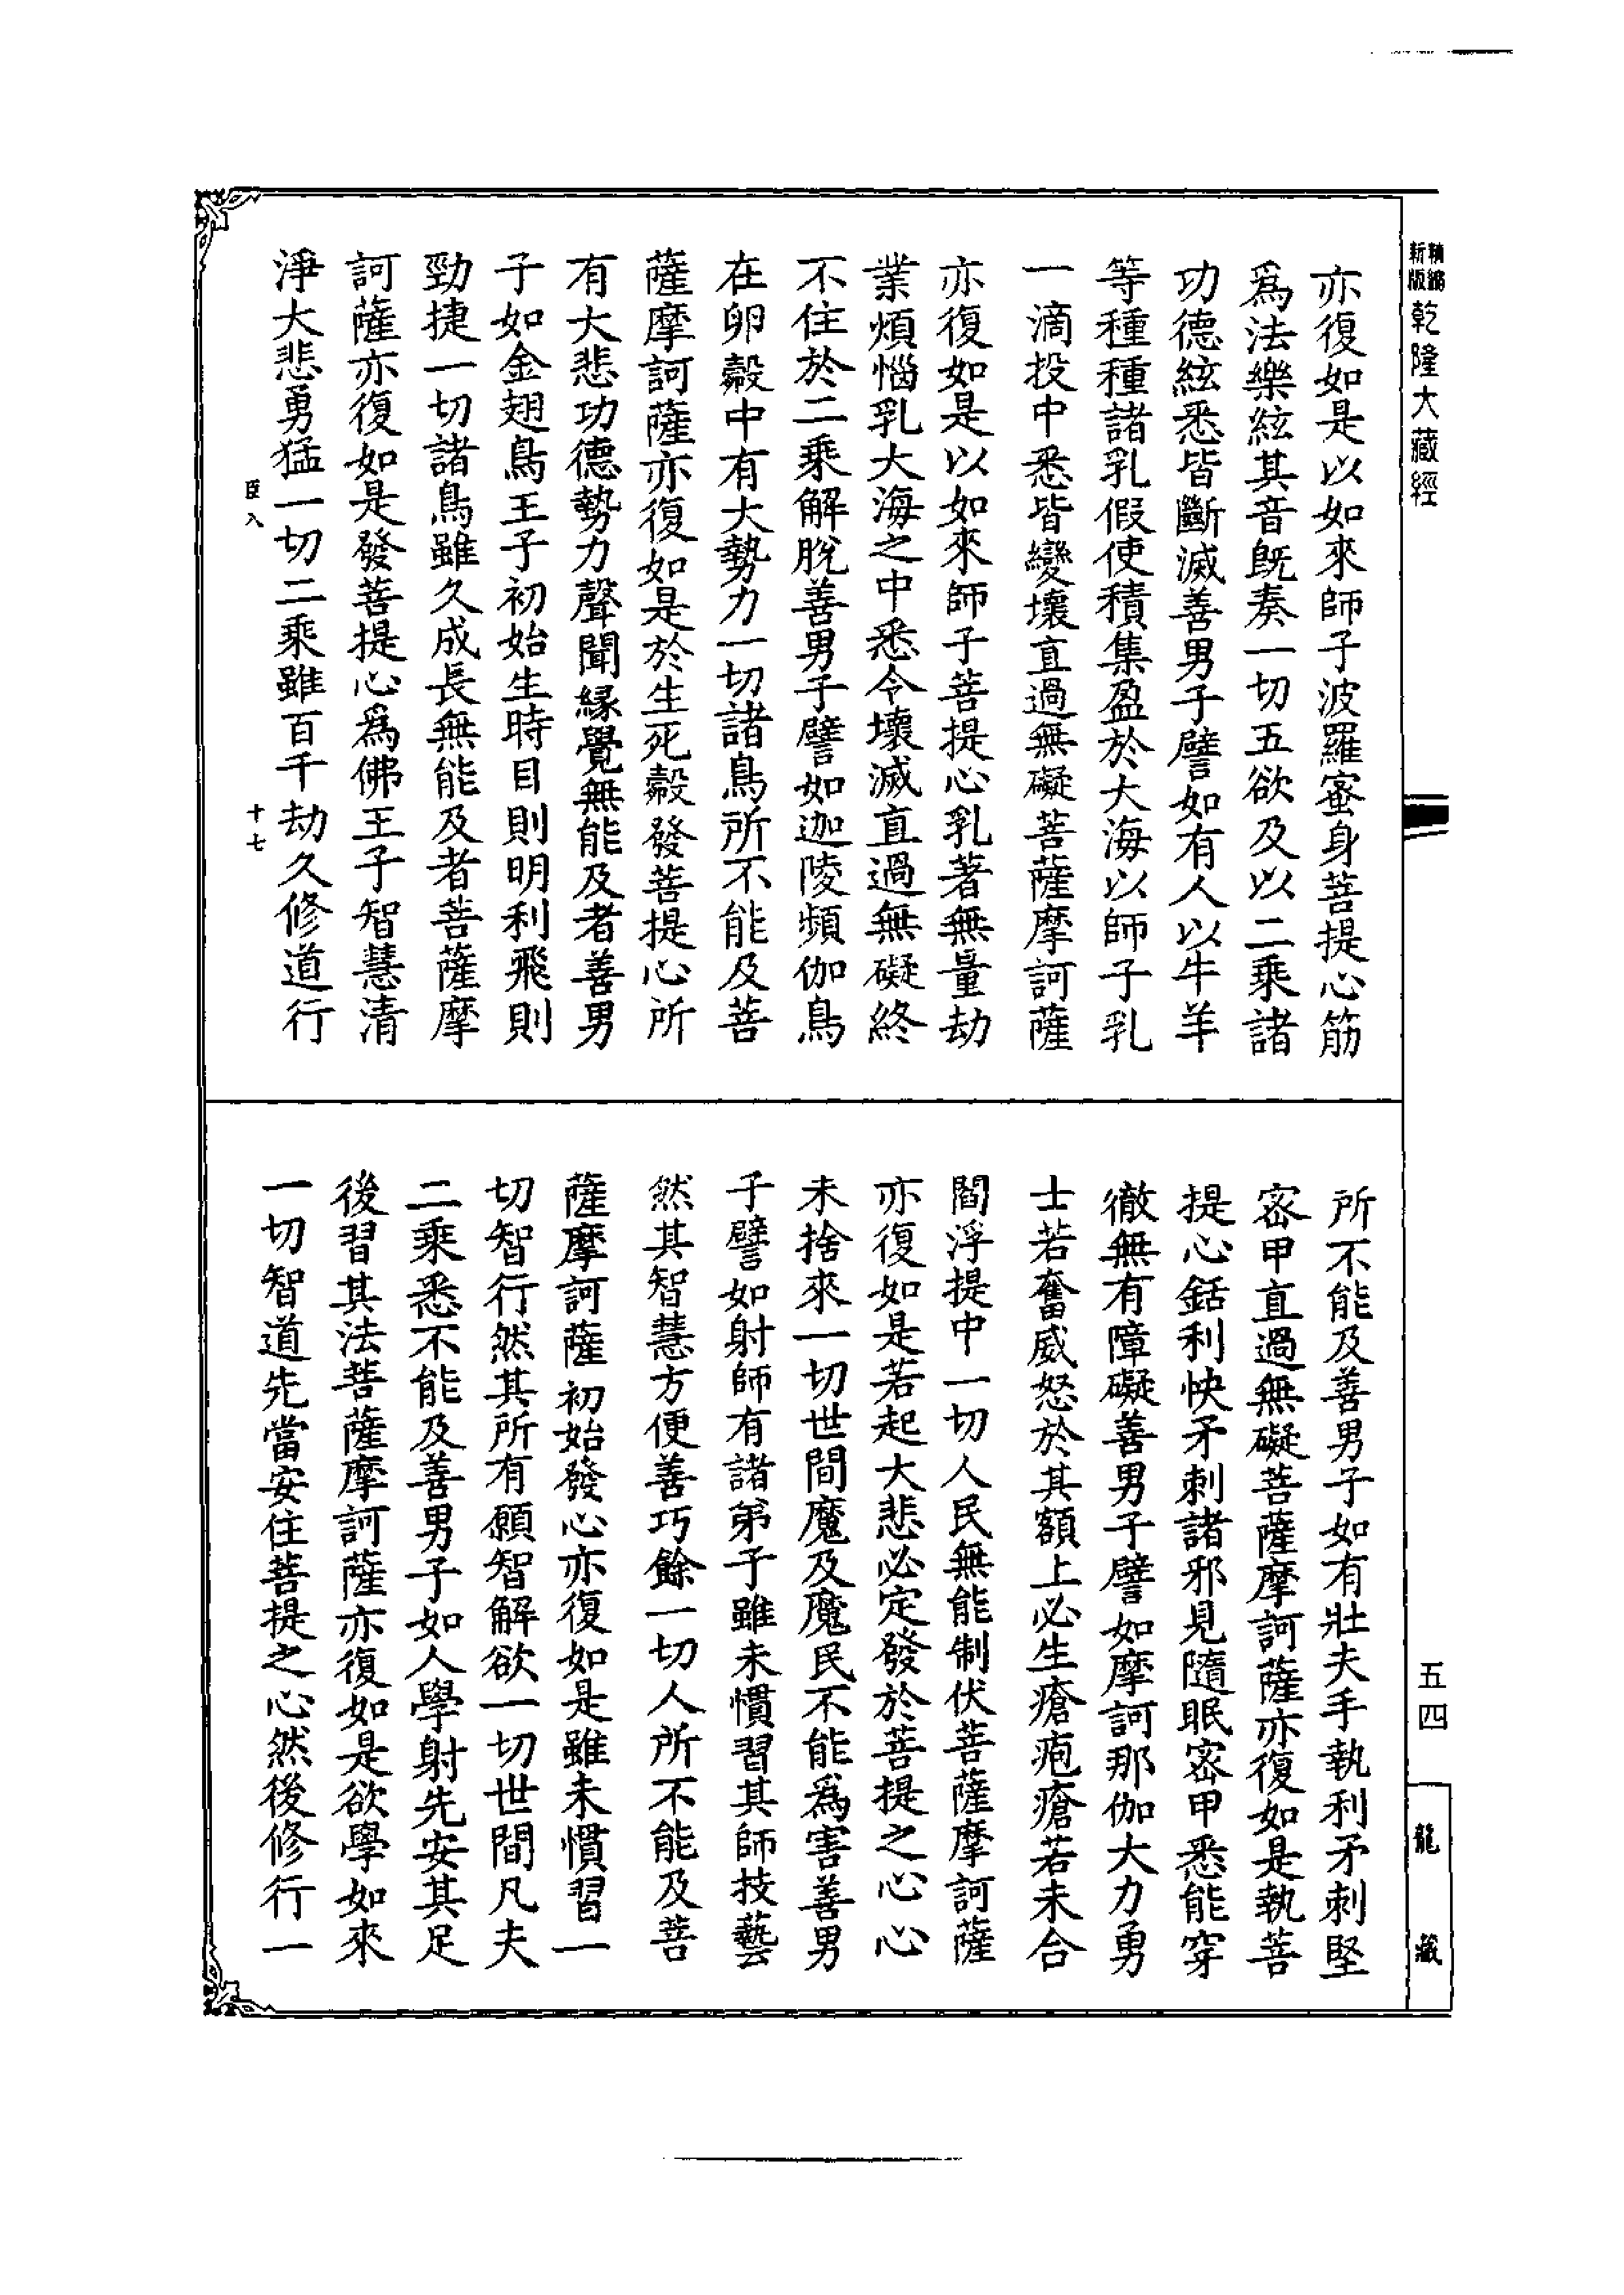 新版精縮乾隆大藏經
亦復如是以如來師子波羅蜜身菩提心筋
爲法樂絃其音旣奏一切五欲及以二乘諸
功德絃悉皆斷滅善男子譬如有人以牛羊
等種種諸乳假使積集盈於大海以師子乳
一滴投中悉皆變壞直過無礙菩薩摩訶薩
亦復如是以如來師子菩提心乳著無量劫
業煩惱乳大海之中悉令壞滅直過無礙終
不住於二乘解脫善男子譬如迦陵頻伽鳥
在卵㲉中有大勢力一切諸鳥所不能及菩
薩摩訶薩亦復如是於生死㲉發菩提心所
有大悲功德勢力聲聞緣覺無能及者善男
子如金翅鳥王子初始生時目則明利飛則
勁捷一切諸鳥雖久成長無能及者菩薩摩
訶薩亦復如是發菩提心爲佛王子智慧清
淨大悲勇猛一切二乘雖百千劫久修道行
臣八 十七
所不能及善男子如有壯夫手執利矛刺堅
密甲直過無礙菩薩摩訶薩亦復如是執菩
提心銛利快矛刺諸邪見隨眠密甲悉能穿
徹無有障礙善男子譬如摩訶那伽大力勇
士若奮威怒於其額上必生瘡疱瘡若未合
閻浮提中一切人民無能制伏菩薩摩訶薩
亦復如是若起大悲必定發於菩提之心心
未捨來一切世間魔及魔民不能爲害善男
子譬如射師有諸弟子雖未慣習其師技藝
然其智慧方便善巧餘一切人所不能及菩
薩摩訶薩初始發心亦復如是雖未慣習一
切智行然其所有願智解欲一切世間凡夫
二乘悉不能及善男子如人學射先安其足
後習其法菩薩摩訶薩亦復如是欲學如來
一切智道先當安住菩提之心然後修行一
五四
龍藏